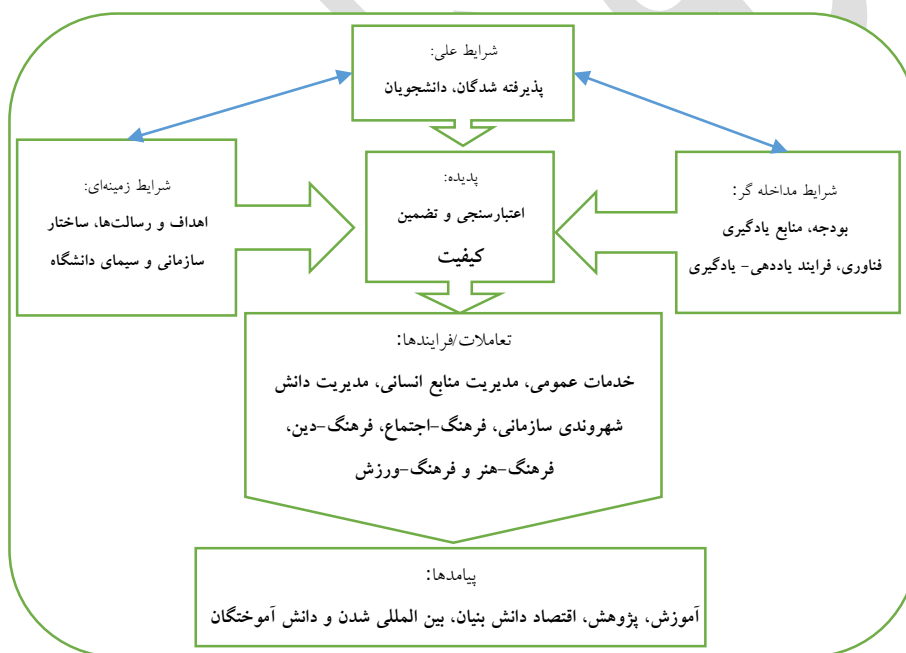 شرایط علی:
پذیرفته شدگان، دانشجویان
شرایط زمینه‌ای:
اهداف و رسالت‌ها، ساختار
سازمانی و سیمای دانشگاه
پدیده:
اعتبارسنجی و تضمین
کیفیت
شرایط مداخله گر:
بودجه، منابع یادگیری
فناوری، فرایند یاددهی- یادگیری
تعاملات/فرایندها:
خدمات عمومی، مدیریت منابع انسانی، مدیریت دانش
شهروندی سازمانی، فرهنگ-اجتماع، فرهنگ-دین،
فرهنگ-هنر و فرهنگ-ورزش
پیامدها:
آموزش، پژوهش، اقتصاد دانش بنیان، بین المللی شدن و دانش آموختگان